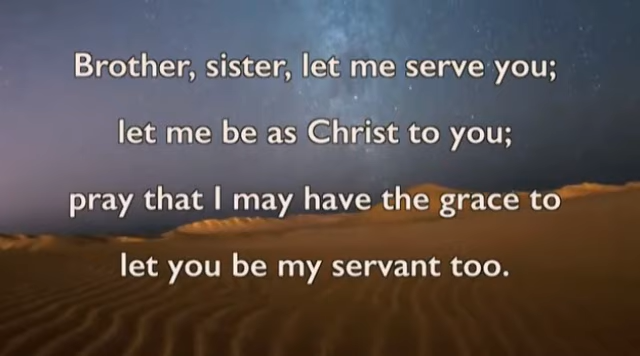 Brother, sister, let me serve you;
let me be as Christ to you;
pray that I may have the grace to
let you be my servant too.